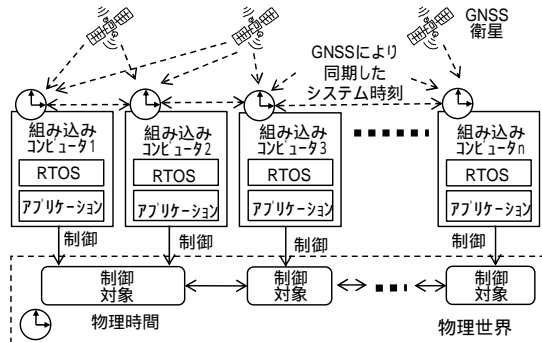 GNSS
衛星
GNSSにより
同期した
システム時刻
組み込み
コンピュータ1
RTOS
アプリケーション
組み込み
コンピュータ2
RTOS
アプリケーション
組み込み
コンピュータ3
RTOS
アプリケーション
組み込み
コンピュータn
RTOS
アプリケーション
制御
制御
制御
制御
制御
対象
制御
対象
制御
対象
物理時間
物理世界